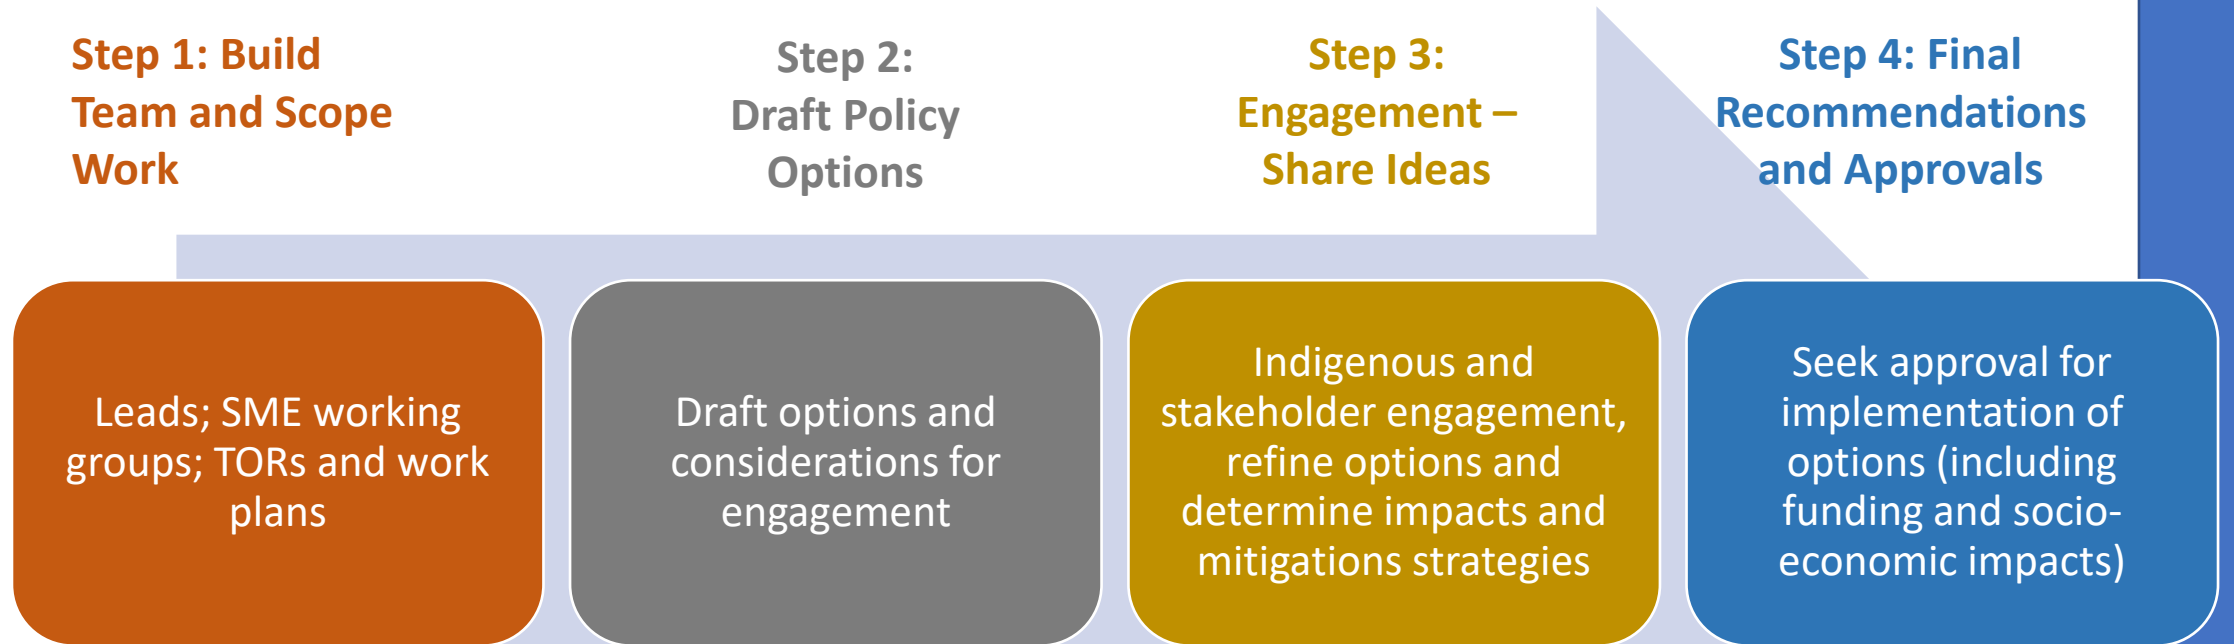 Step 1: Build
Team and Scope
Work
Step 2:
Draft Policy
Options
Step 3:
Engagement –
Share Ideas
Step 4: Final
Recommendations
and Approvals
Leads; SME working
groups; TORs and work
plans
Draft options and
considerations for
engagement
Indigenous and
stakeholder engagement,
refine options and
determine impacts and
mitigations strategies
Seek approval for
implementation of
options (including
funding and socio-
economic impacts)